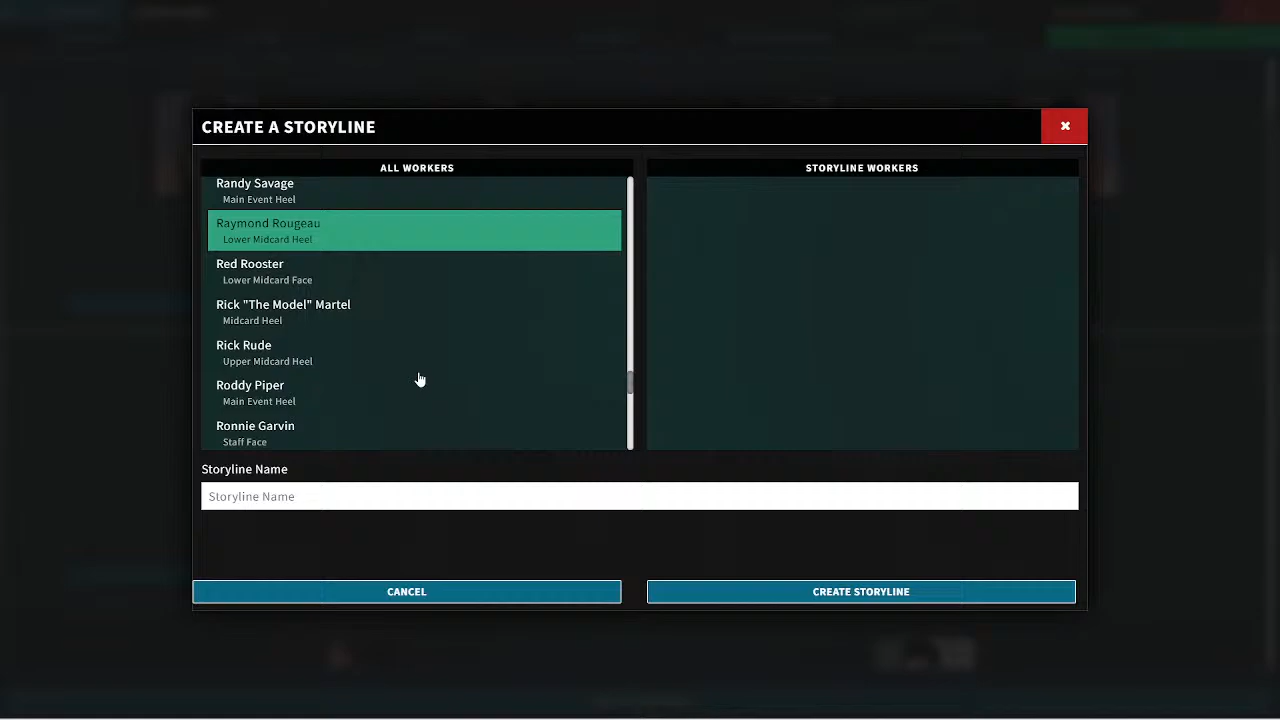 CREATE A STORYLINE
ALL WORKERS
Randy Savage
Main Event Heel
Raymond Rougeau
Lower Midcard Heel
Red Rooster
Lower Midcard Face
Rick "The Model" Martel
Midcard Heel
Rick Rude
Upper Midcard Heel
Roddy Piper
Main Event Heel
Ronnie Garvin
Staff Face
STORYLINE WORKERS
Storyline Name
Storyline Name
CANCEL
CREATE STORYLINE